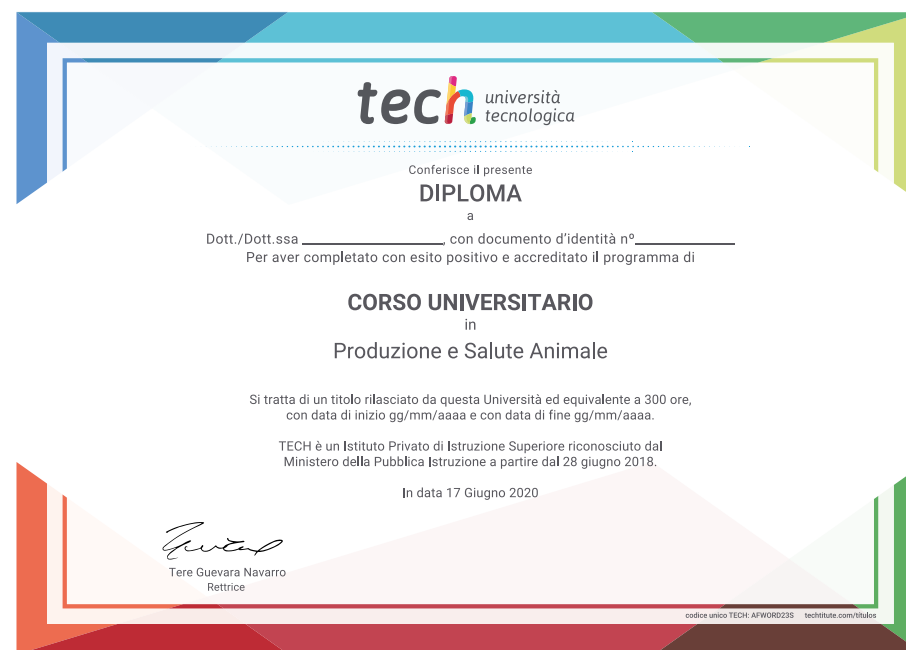 tech università
tecnologica
Conferisce il presente
DIPLOMA
a
Dott./Dott.ssa ____________________, con documento d'identità nº______________
Per aver completato con esito positivo e accreditato il programma di
CORSO UNIVERSITARIO
in
Produzione e Salute Animale
Si tratta di un titolo rilasciato da questa Università ed equivalente a 300 ore,
con data di inizio gg/mm/aaaa e con data di fine gg/mm/aaaa.
TECH è un Istituto Privato di Istruzione Superiore riconosciuto dal
Ministero della Pubblica Istruzione a partire dal 28 giugno 2018.
In data 17 Giugno 2020
Tere Guevara Navarro
Rettrice
codice unico TECH: AFWORD23S techtitute.com/titulos